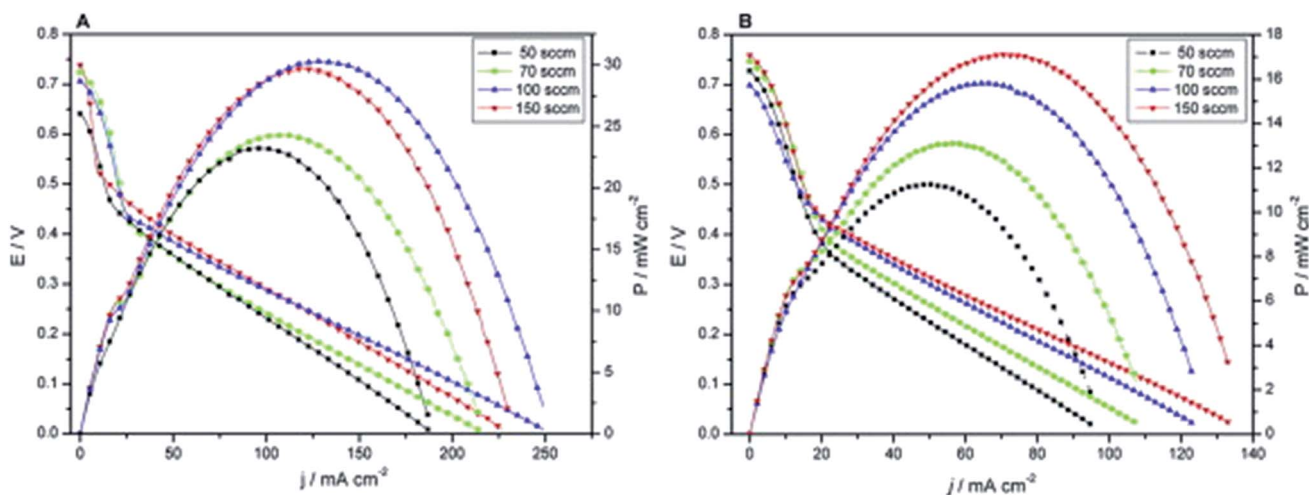 A
0.8
0.7
0.6
0.5
0.4
0.3
0.2
0.1
0.0
E / V
50 sccm
70 sccm
100 sccm
150 sccm
30
25
20
15
10
5
0
P / mW cm⁻²
0 50 100 150 200 250
j / mA cm⁻²
B
0.8
0.7
0.6
0.5
0.4
0.3
0.2
0.1
0.0
E / V
50 sccm
70 sccm
100 sccm
150 sccm
18
16
14
12
10
8
6
4
2
0
P / mW cm⁻²
0 20 40 60 80 100 120 140
j / mA cm⁻²